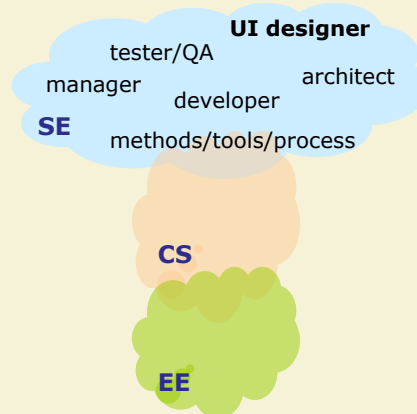 UI designer
tester/QA
architect
manager
developer
SE
methods/tools/process
CS
EE